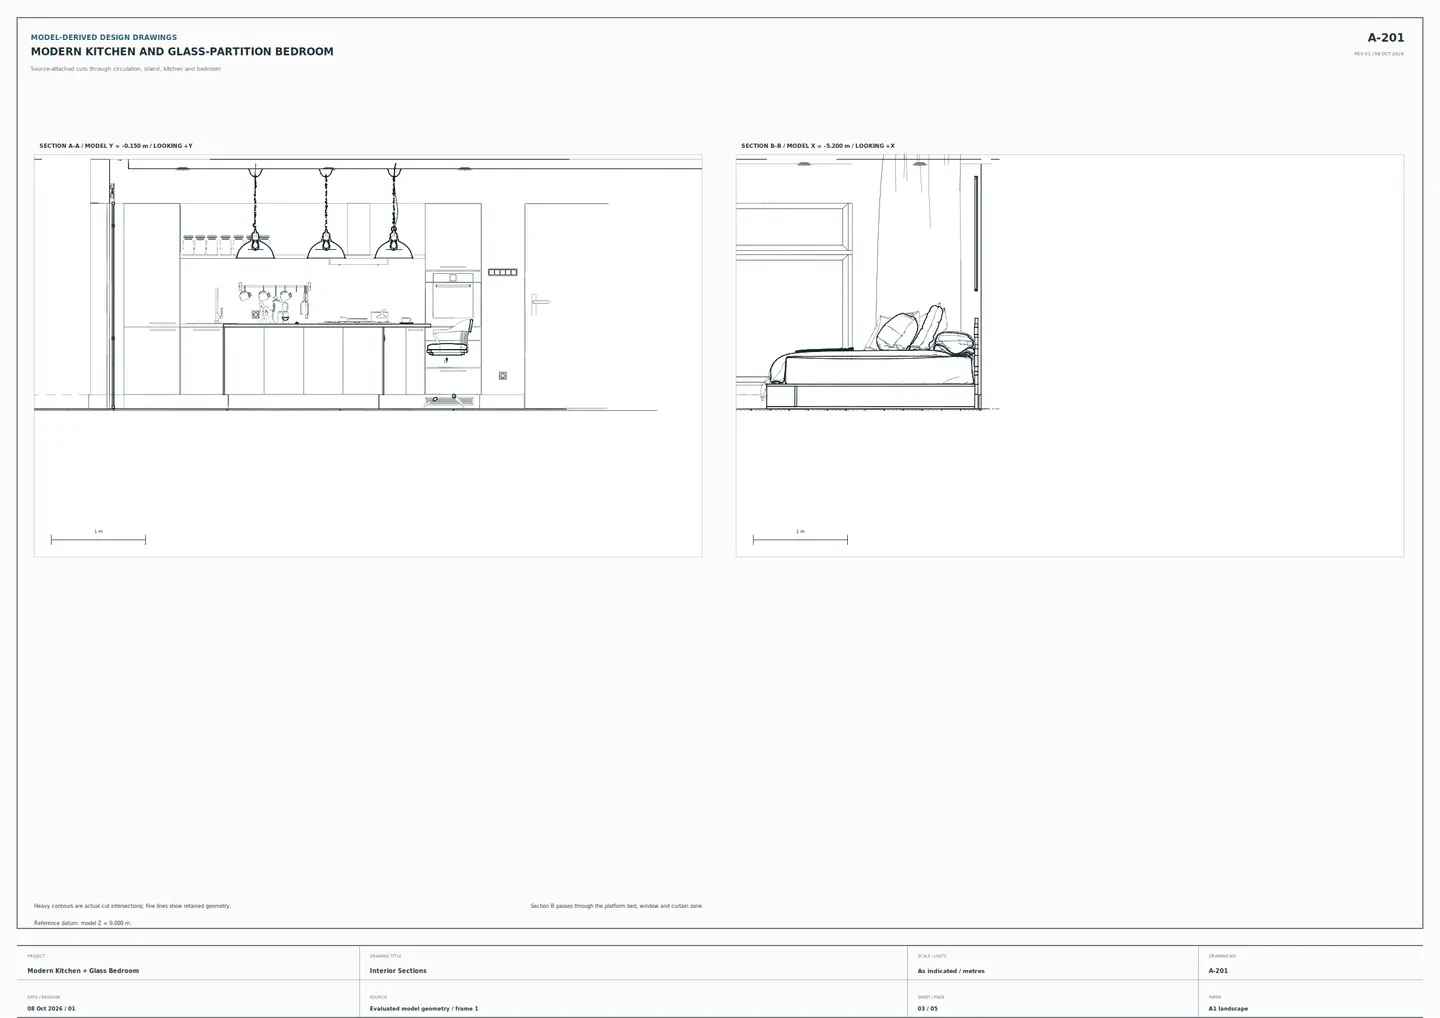 MODEL-DERIVED DESIGN DRAWINGS
MODERN KITCHEN AND GLASS-PARTITION BEDROOM
Source-attached cuts through circulation, island, kitchen and bedroom
A-201
REV 01 / 08 OCT 2026
SECTION A-A / MODEL Y = -0.150 m / LOOKING +Y
SECTION B-B / MODEL X = -5.200 m / LOOKING +X
1 m
1 m
Heavy contours are actual cut intersections; fine lines show retained geometry.
Section B passes through the platform bed, window and curtain zone.
Reference datum: model Z = 0.000 m.
PROJECT
Modern Kitchen + Glass Bedroom
DRAWING TITLE
Interior Sections
SCALE / UNITS
As indicated / metres
DRAWING NO
A-201
DATE / REVISION
08 Oct 2026 / 01
SOURCE
Evaluated model geometry / frame 1
SHEET / PAGE
03 / 05
PAPER
A1 landscape